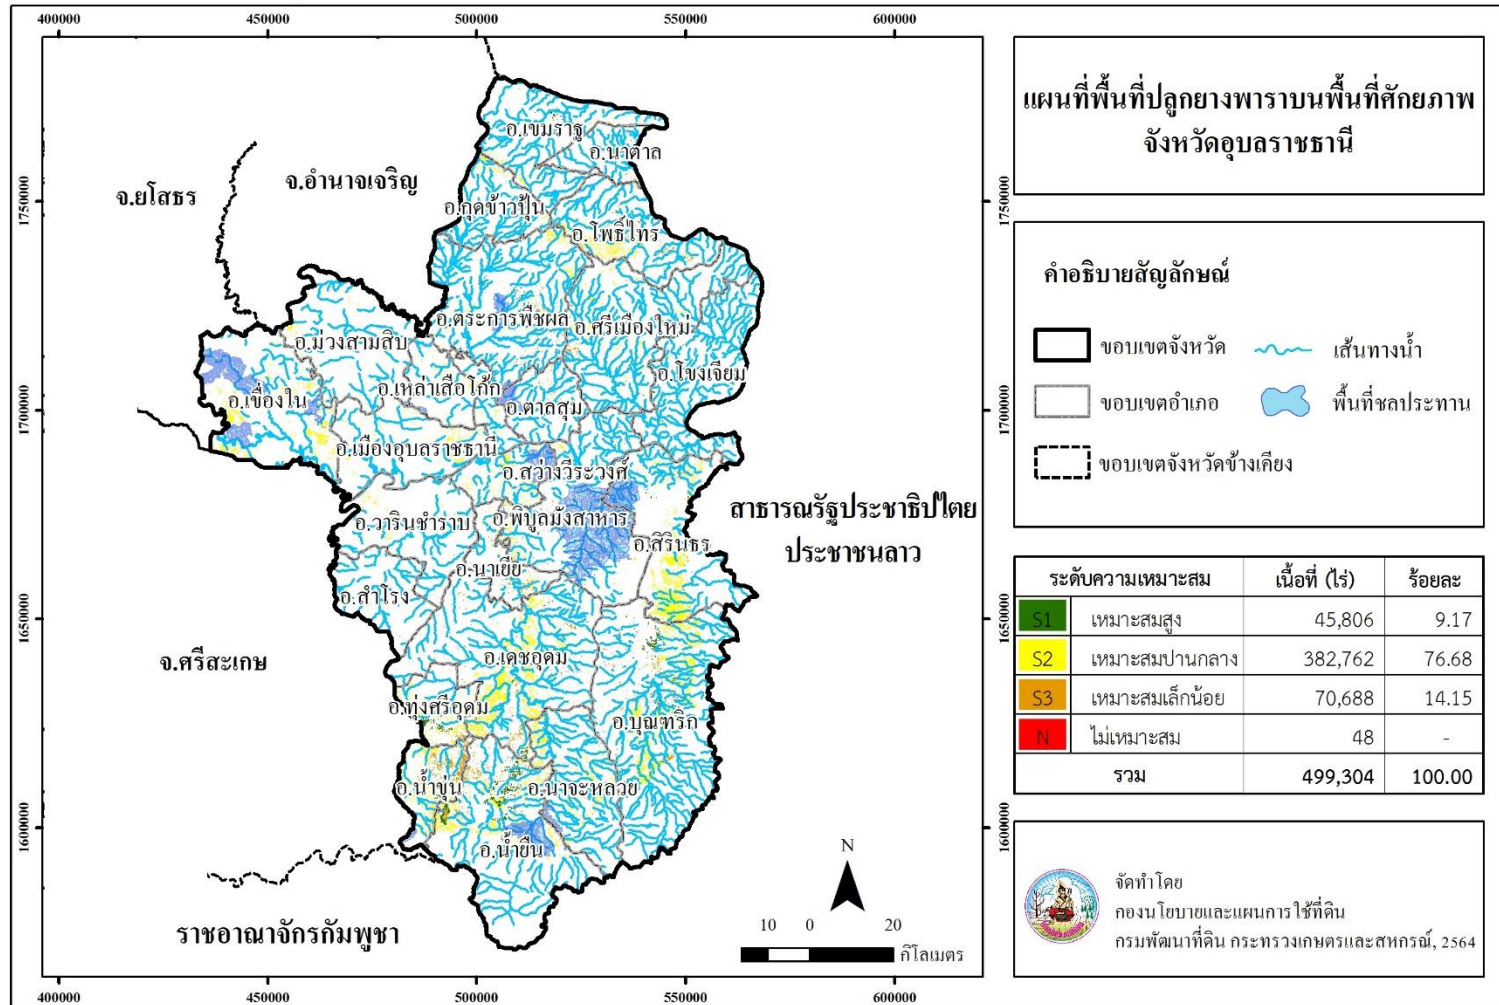 400000 450000 500000 550000 600000
แผนที่พื้นที่ปลูกยางพาราบนพื้นที่ศักยภาพ
จังหวัดอุบลราชธานี
1750000
1700000
1650000
1600000
จ.ยโสธร
จ.อำนาจเจริญ
อ.เขมราฐ
อ.นาตาล
อ.กุดข้าวปุ้น
อ.โพธิ์ไทร
อ.ตระการพืชผล
อ.ศรีเมืองใหม่
อ.ม่วงสามสิบ
อ.โขงเจียม
อ.เหล่าเสือโก้ก
อ.เขื่องใน
อ.ตาลสุม
อ.เมืองอุบลราชธานี
อ.สว่างวีระวงศ์
อ.วารินชำราบ
อ.พิบูลมังสาหาร
อ.สิรินธร
อ.นาเยีย
อ.สำโรง
อ.เดชอุดม
อ.ทุ่งศรีอุดม
อ.บุณฑริก
อ.น้ำขุ่น
อ.นาจะหลวย
อ.น้ำยืน
จ.ศรีสะเกษ
สาธารณรัฐประชาธิปไตย
ประชาชนลาว
ราชอาณาจักรกัมพูชา
N
10 0 20
กิโลเมตร
1750000
1700000
1650000
1600000
400000 450000 500000 550000 600000
คำอธิบายสัญลักษณ์
ขอบเขตจังหวัด เส้นทางน้ำ
ขอบเขตอำเภอ พื้นที่ชลประทาน
ขอบเขตจังหวัดข้างเคียง
ระดับความเหมาะสม เนื้อที่ (ไร่) ร้อยละ
S1 เหมาะสมสูง 45,806 9.17
S2 เหมาะสมปานกลาง 382,762 76.68
S3 เหมาะสมเล็กน้อย 70,688 14.15
N ไม่เหมาะสม 48 -
รวม 499,304 100.00
จัดทำโดย
กองนโยบายและแผนการใช้ที่ดิน
กรมพัฒนาที่ดิน กระทรวงเกษตรและสหกรณ์, 2564